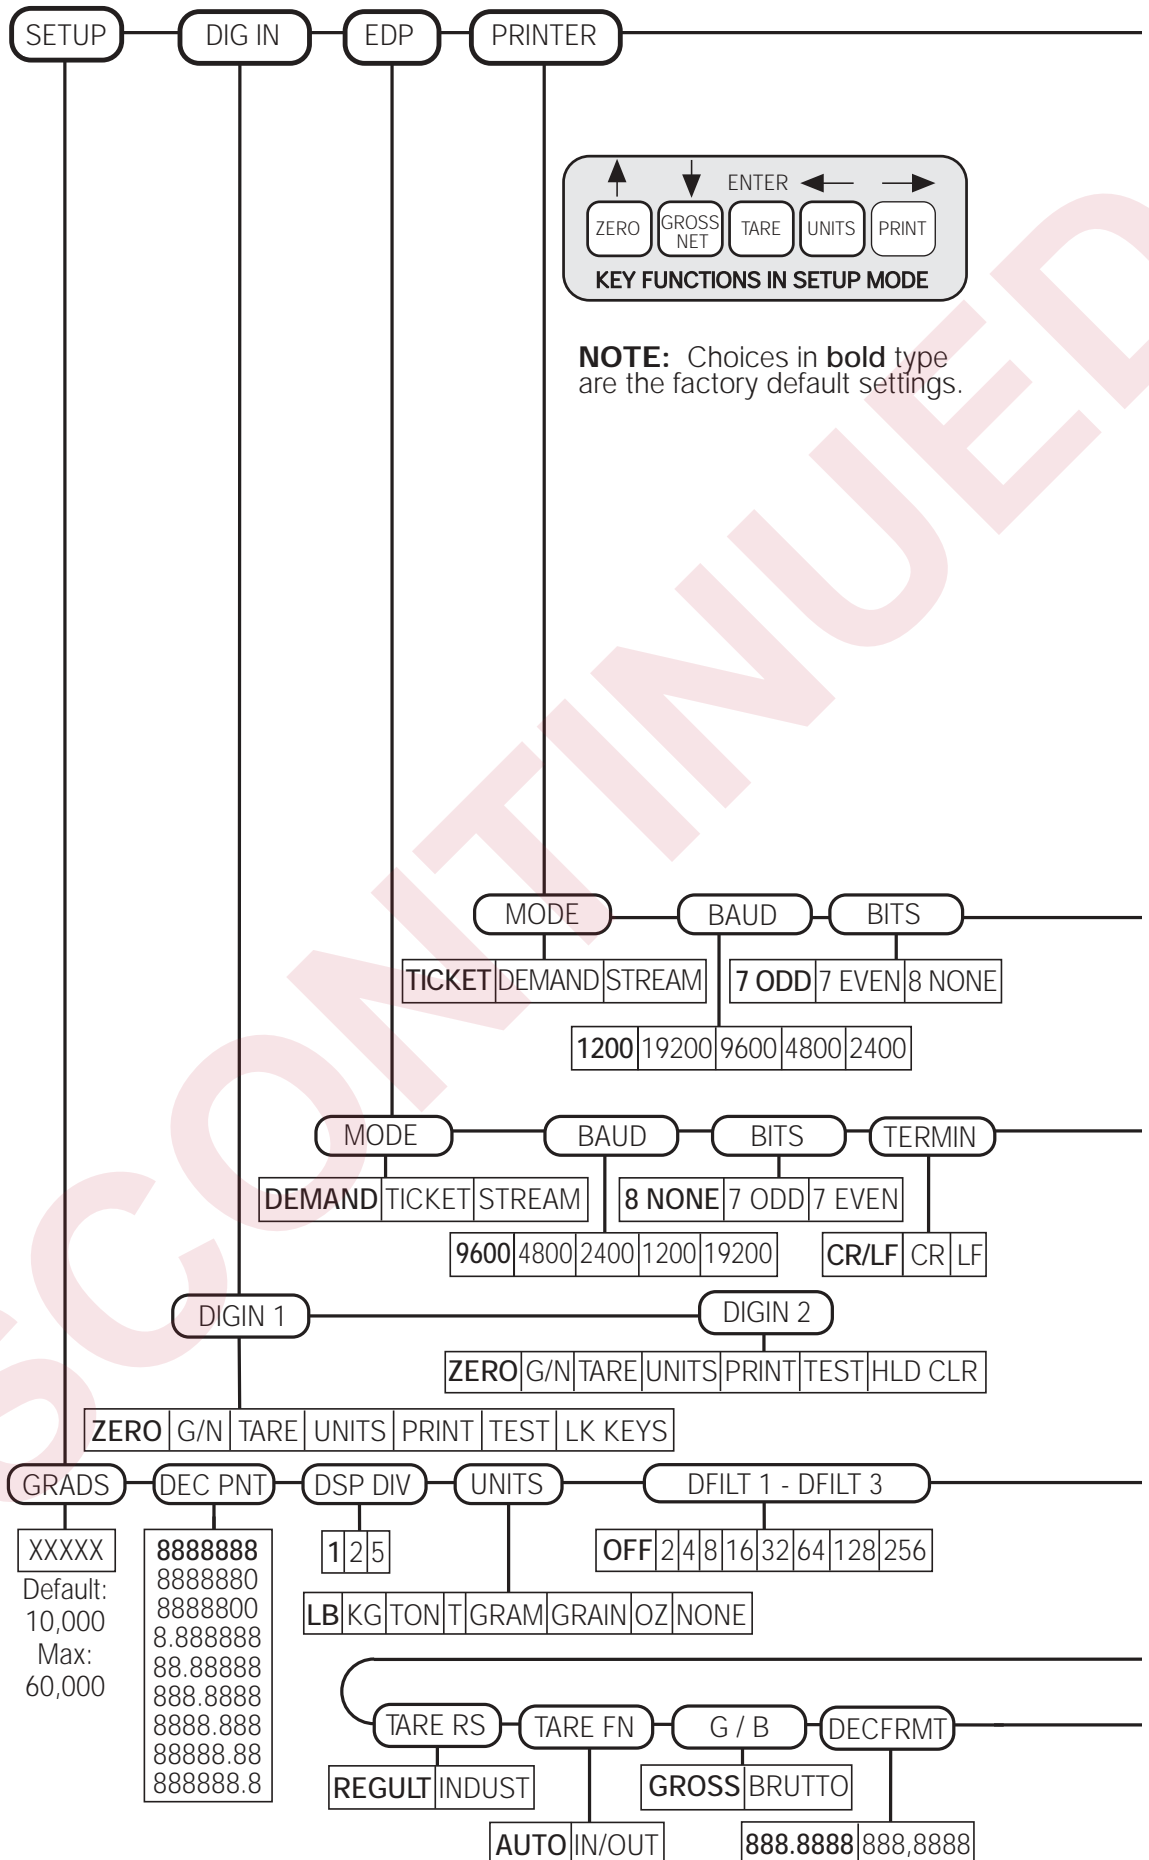 SETUP DIG IN EDP PRINTER
ENTER
ZERO GROSS NET TARE UNITS PRINT
KEY FUNCTIONS IN SETUP MODE
NOTE: Choices in bold type
are the factory default settings.
MODE BAUD BITS
TICKET DEMAND STREAM 7 ODD 7 EVEN 8 NONE
1200 19200 9600 4800 2400
MODE BAUD BITS TERMIN
DEMAND TICKET STREAM 8 NONE 7 ODD 7 EVEN
9600 4800 2400 1200 19200 CR/LF CR LF
DIGIN 1 DIGIN 2
ZERO G/N TARE UNITS PRINT TEST HLD CLR
ZERO G/N TARE UNITS PRINT TEST LK KEYS
GRADS DEC PNT DSP DIV UNITS DFILT 1 - DFILT 3
XXXXX
Default:
10,000
Max:
60,000
8888888
8888880
8888800
8.888888
88.88888
888.8888
8888.888
88888.88
888888.8
1 2 5
OFF 2 4 8 16 32 64 128 256
LB KG TON T GRAM GRAIN OZ NONE
TARE RS TARE FN G / B DECFRMT
REGULT INDUST GROSS BRUTTO
AUTO IN/OUT 888.8888 888,8888
SCONTINUED